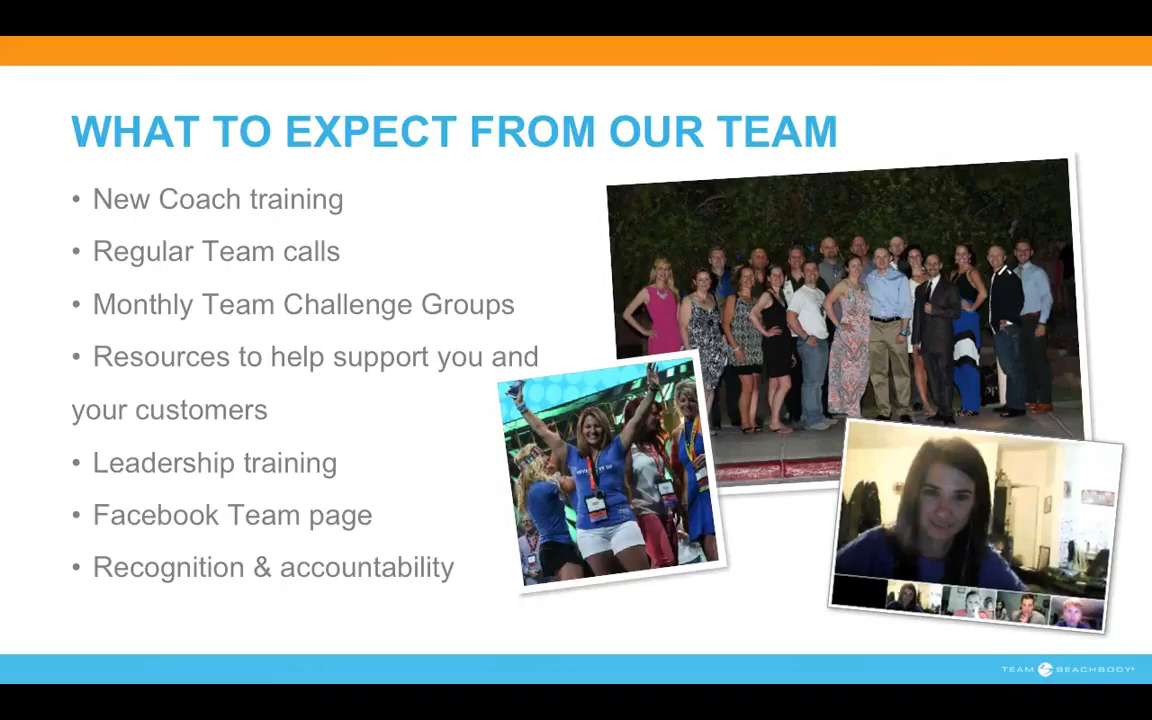 WHAT TO EXPECT FROM OUR TEAM
• New Coach training
• Regular Team calls
• Monthly Team Challenge Groups
• Resources to help support you and
your customers
• Leadership training
• Facebook Team page
• Recognition & accountability
TEAM BEACHBODY